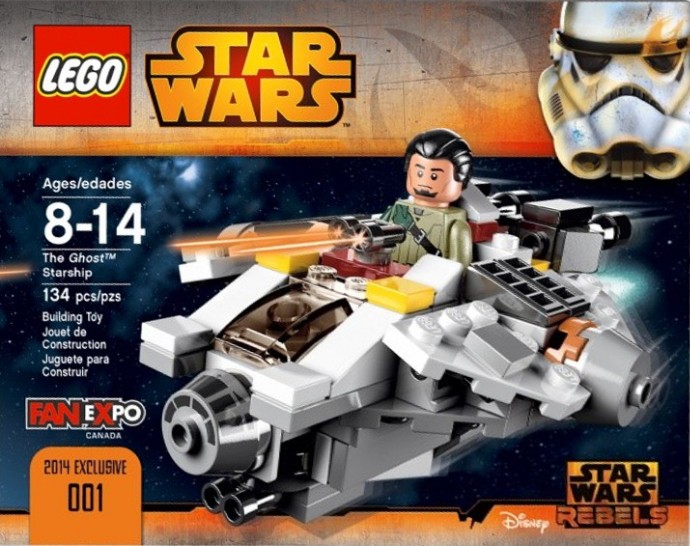 LEGO
STAR
WARS
Ages/edades
8-14
The Ghost™
Starship
134 pcs/pzs
Building Toy
Jouet de
Construction
Juguete para
Construir
FAN EXPO
CANADA
2014 EXCLUSIVE
001
Disney
STAR
WARS
REBELS